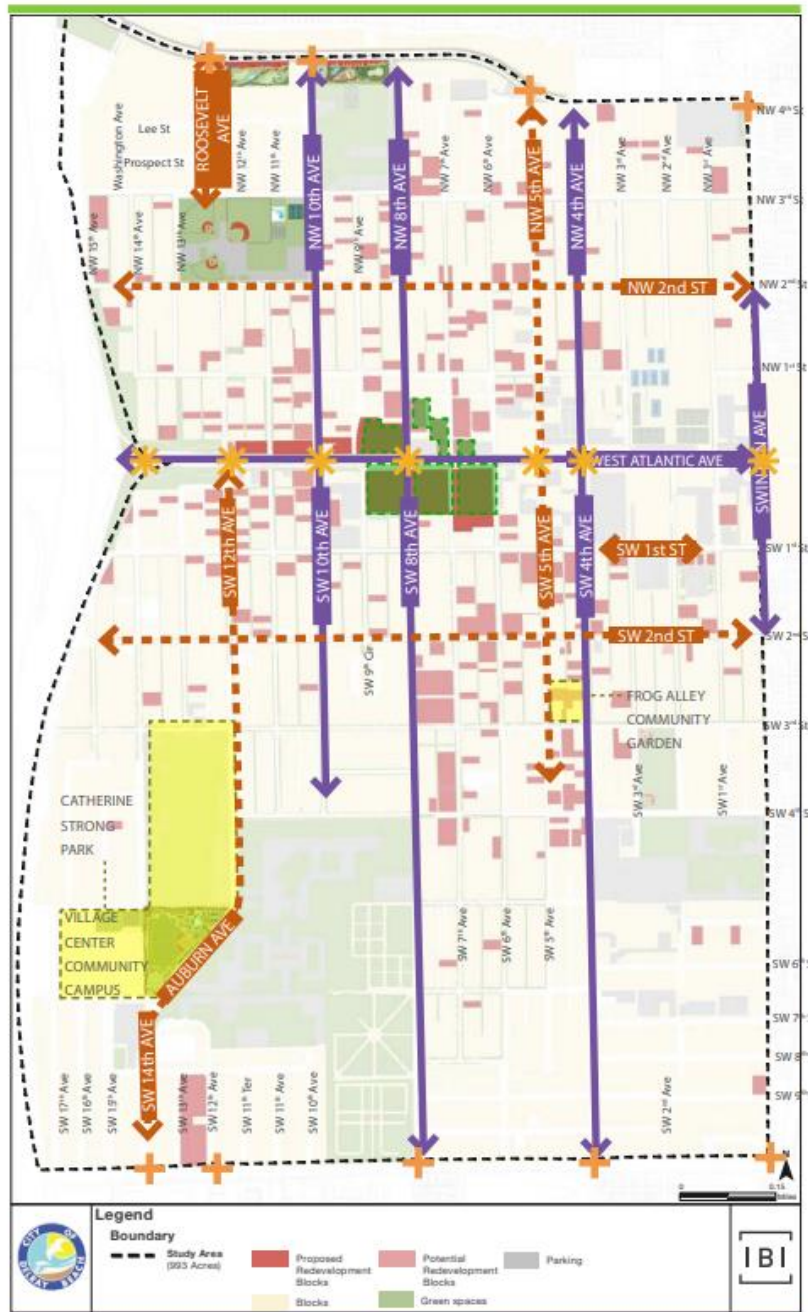 NW 4th St
Washington Ave
Lee St
Prospect St
ROOSEVELT
AVE
NW 12th Ave
NW 11th Ave
NW 10th AVE
NW 8th AVE
NW 7th Ave
NW 6th Ave
NW 5th AVE
NW 4th AVE
NW 3rd Ave
NW 2nd Ave
NW 1st Ave
NW 3rd St
NW 15th Ave
NW 14th Ave
NW 13th Ave
NW 9th Ave
NW 2nd ST
NW 2nd St
NW 1st St
WEST ATLANTIC AVE
SWINTON AVE
SW 12th AVE
SW 10th AVE
SW 8th AVE
SW 5th AVE
SW 4th AVE
SW 1st ST
SW 1st St
SW 2nd ST
SW 2nd S
SW 9th Cir
FROG ALLEY
COMMUNITY
GARDEN
SW 3rd St
SW 3rd Ave
SW 1st Ave
SW 4th S
CATHERINE
STRONG
PARK
VILLAGE
CENTER
COMMUNITY
CAMPUS
AUBURN AVE
SW 7th Ave
SW 6th Ave
SW 5th Ave
SW 6th S
SW 7th
SW 8th
SW 9th
SW 14th AVE
SW 17th Ave
SW 16th Ave
SW 15th Ave
SW 13th Ave
SW 12th Ave
SW 11th Ter
SW 11th Ave
SW 10th Ave
SW 2nd Ave
N
0 0.15
Miles
Legend
Boundary
Study Area
(993 Acres)
Proposed
Redevelopment
Blocks
Potential
Redevelopment
Blocks
Parking
Blocks
Green spaces
CITY OF
DELRAY BEACH
IBI